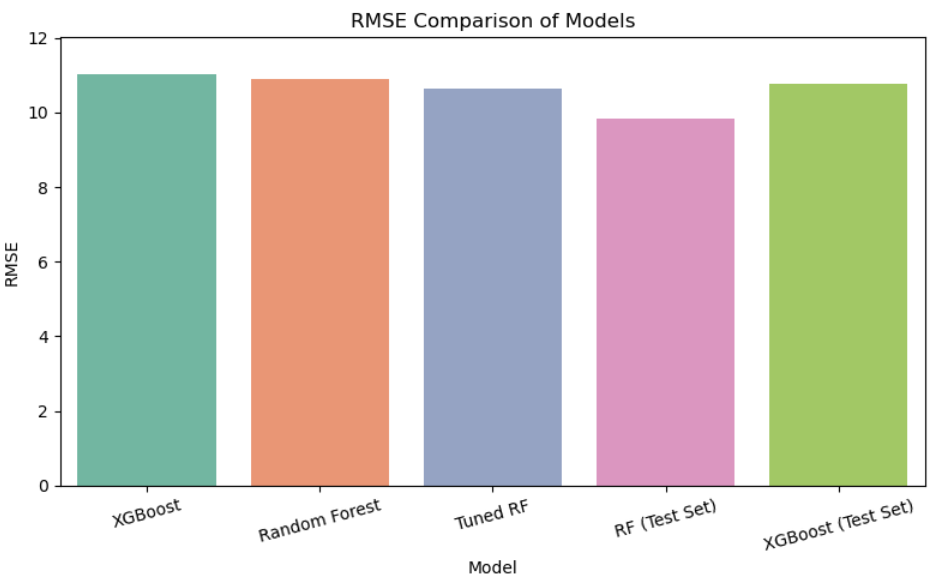 RMSE Comparison of Models
12
10
8
6
4
2
0
RMSE
XGBoost
Random Forest
Tuned RF
RF (Test Set)
XGBoost (Test Set)
Model